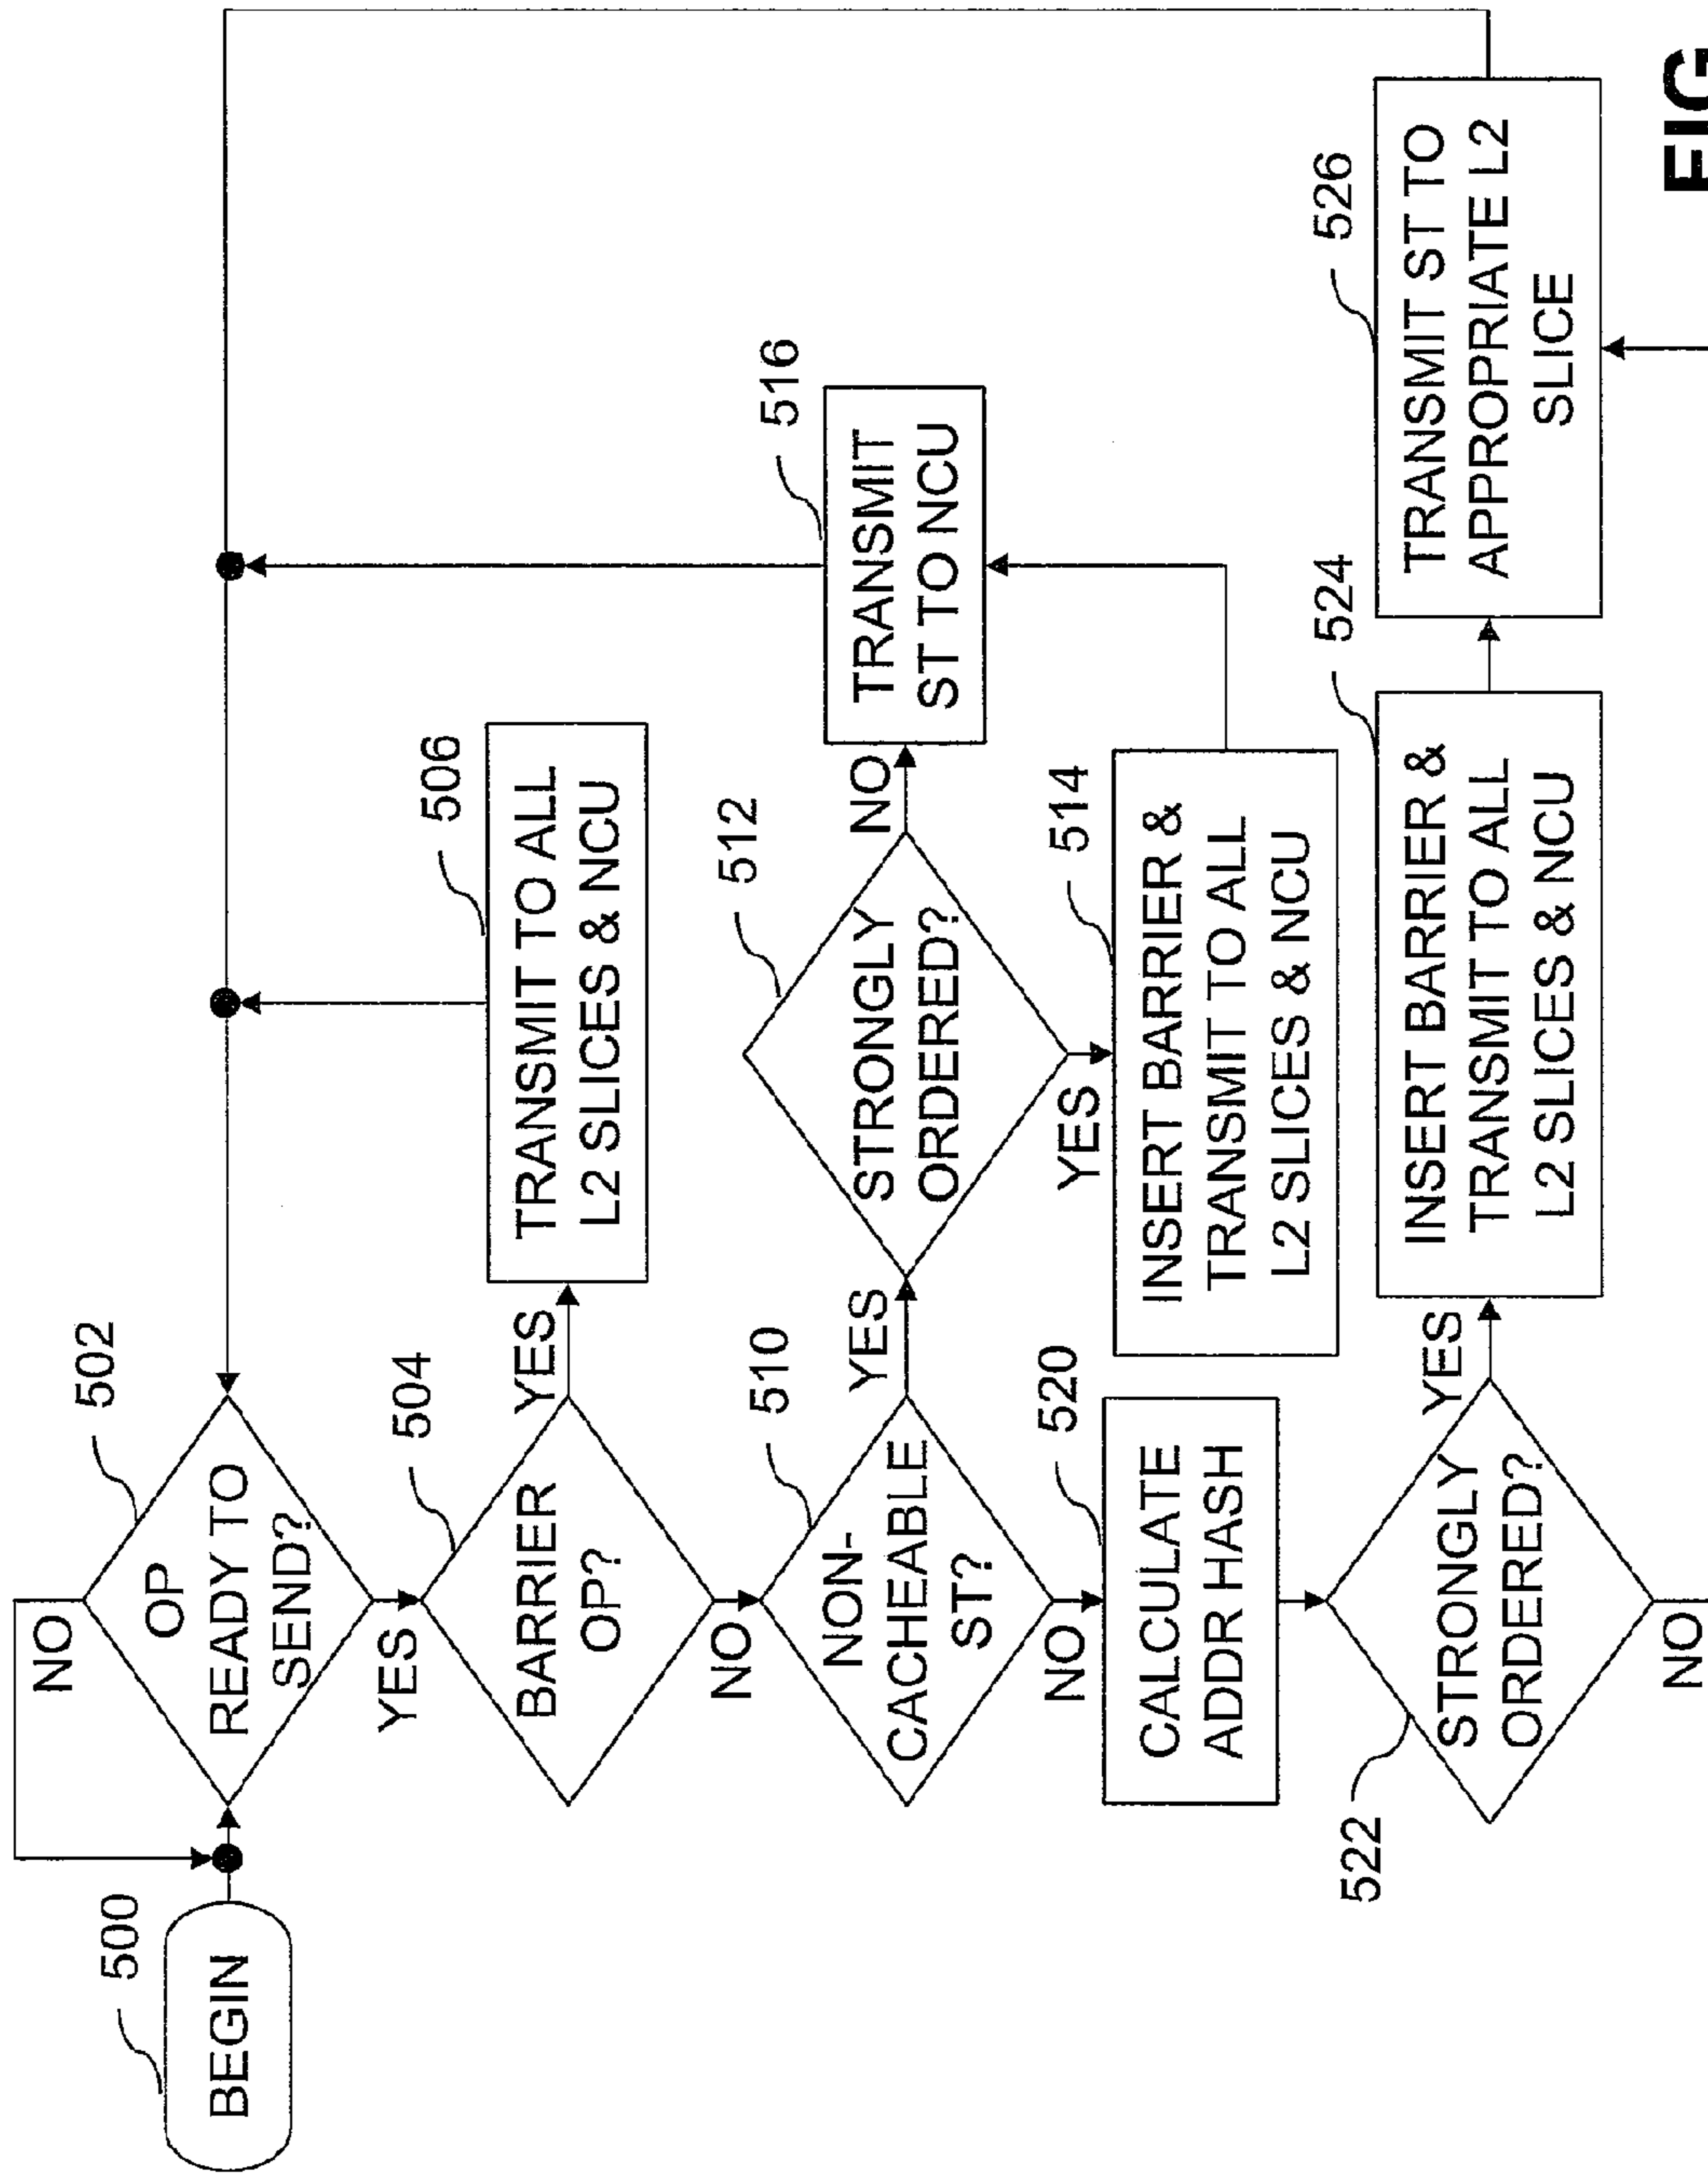 500
BEGIN
502
OP
READY TO
SEND?
NO
YES
504
BARRIER
OP?
YES
NO
506
TRANSMIT TO ALL
L2 SLICES & NCU
510
NON-
CACHEABLE
ST?
YES
NO
512
STRONGLY
ORDERED?
NO
YES
514
INSERT BARRIER &
TRANSMIT TO ALL
L2 SLICES & NCU
516
TRANSMIT
ST TO NCU
520
CALCULATE
ADDR HASH
522
STRONGLY
ORDERED?
YES
NO
524
INSERT BARRIER &
TRANSMIT TO ALL
L2 SLICES & NCU
526
TRANSMIT ST TO
APPROPRIATE L2
SLICE
FIG